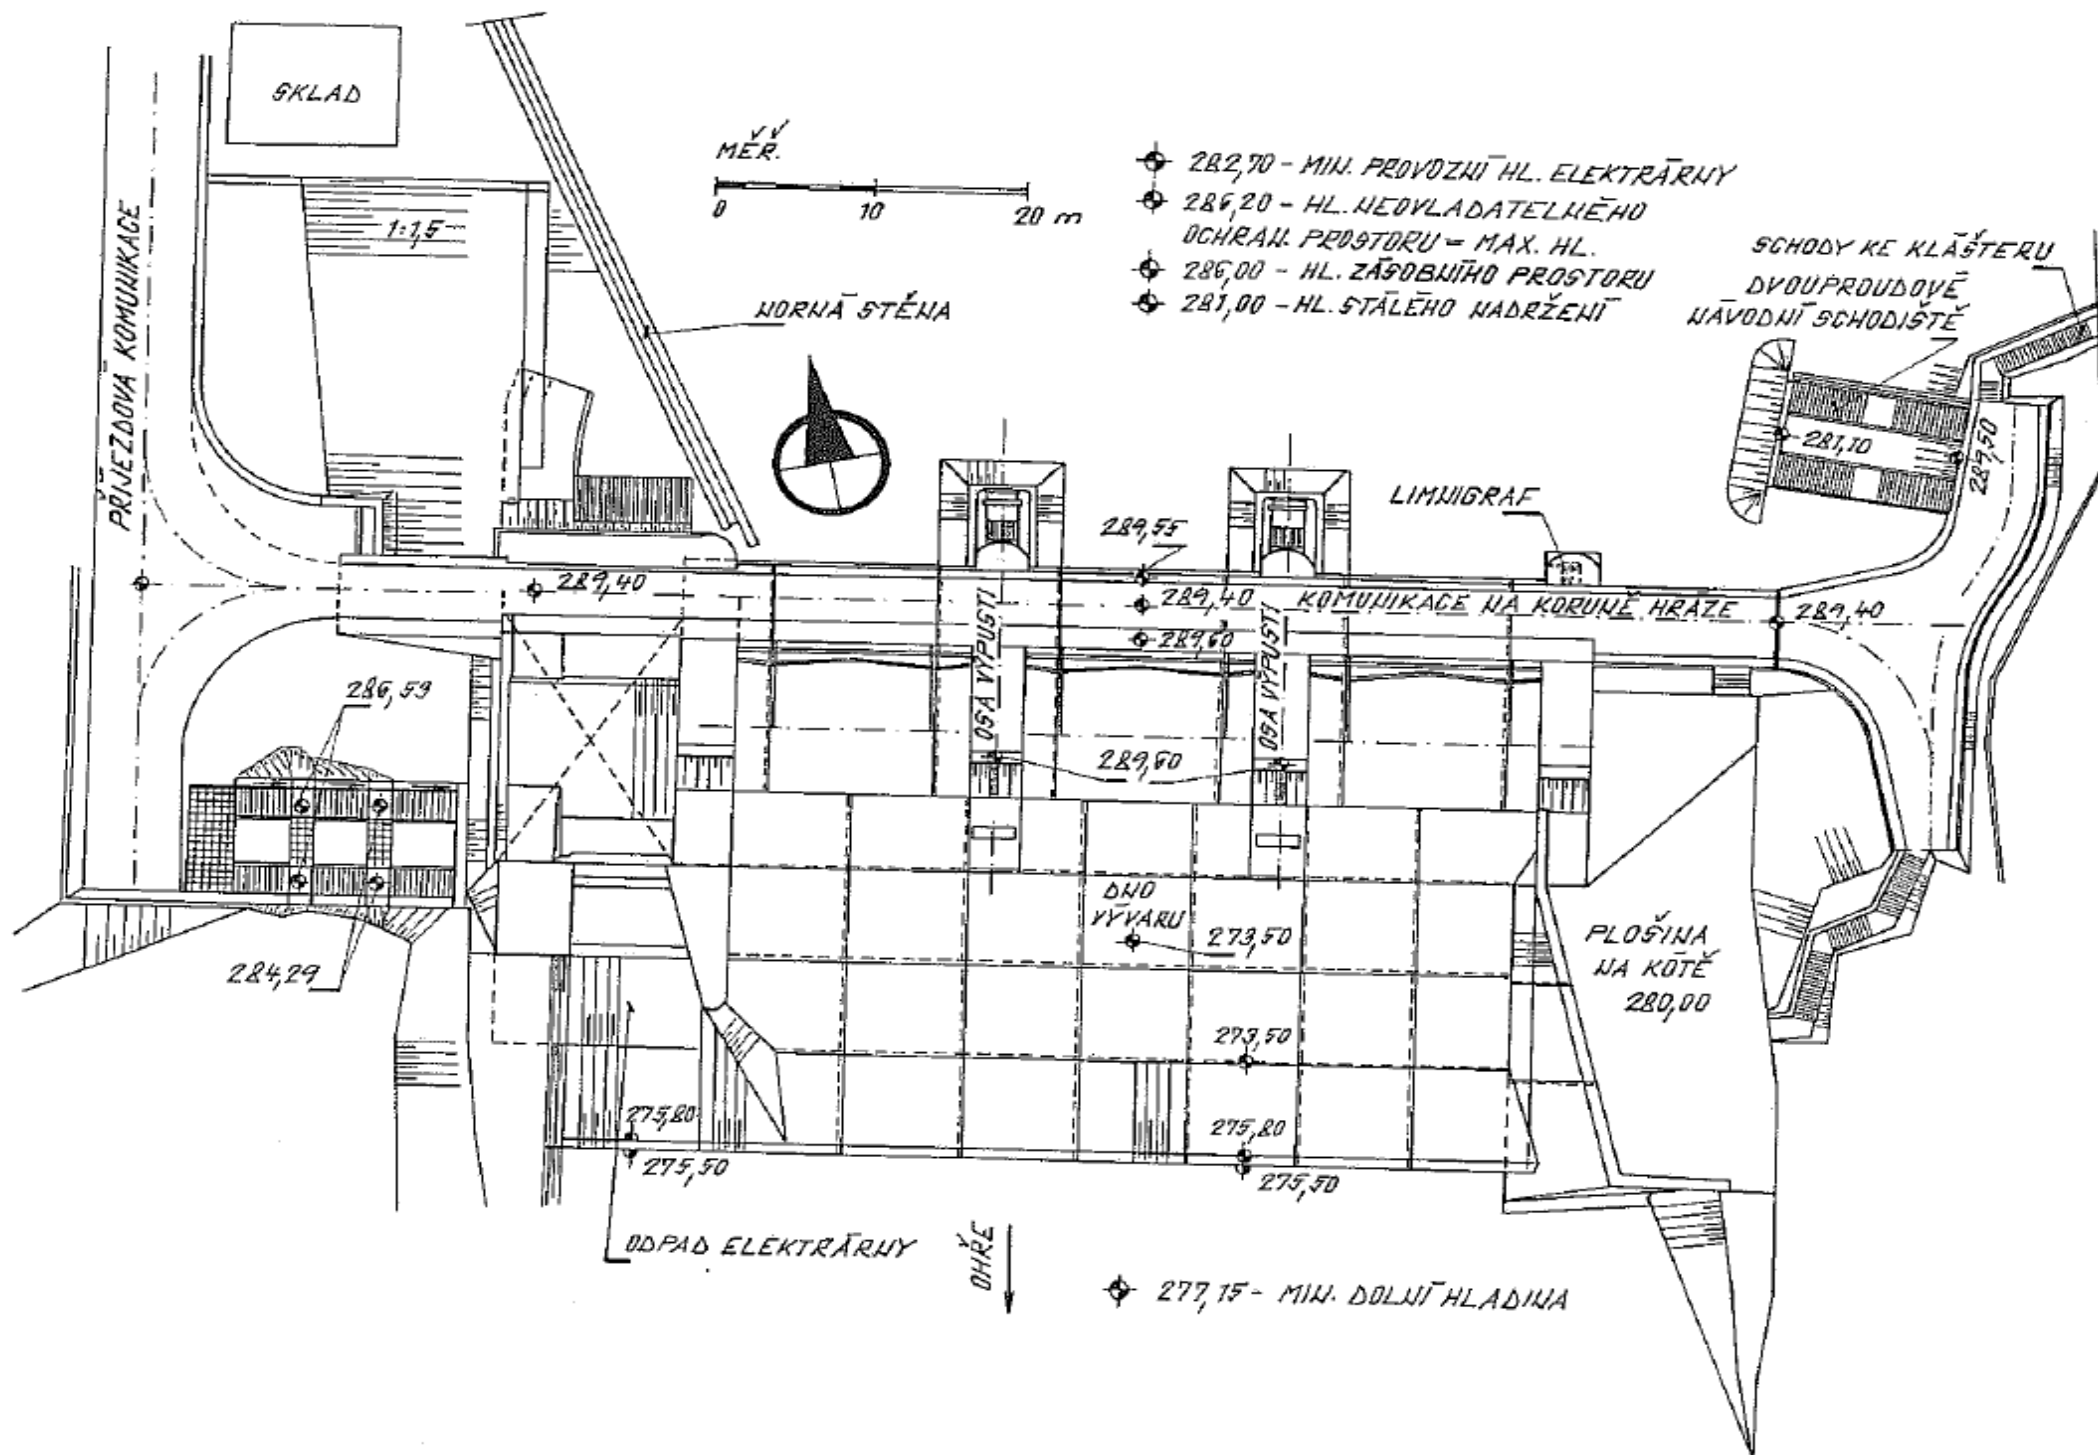 SKLAD
MĚŘ.
0 10 20 m
282,70 - MIN. PROVOZNÍ HL. ELEKTRÁRNY
286,20 - HL. NEOVLADATELNÉHO
OCHRAN. PROSTORU = MAX. HL.
286,00 - HL. ZÁSOBNÍHO PROSTORU
281,00 - HL. STÁLÉHO NADRŽENÍ
SCHODY KE KLÁŠTERU
DVOUPROUDOVÉ
NÁVODNÍ SCHODIŠTĚ
1:1,5
NORNÁ STĚNA
PŘÍJEZDOVÁ KOMUNIKACE
281,10
289,50
LIMNIGRAF
289,55
289,40
289,40
KOMUNIKACE NA KORUNĚ HRÁZE
289,40
289,60
OSA VÝPUSTI
OSA VÝPUSTI
286,59
289,60
DNO
VÝVARU
273,50
PLOŠINA
NA KÓTĚ
280,00
284,29
273,50
275,80
275,50
275,80
275,50
ODPAD ELEKTRÁRNY
OHŘE
277,15 - MIN. DOLNÍ HLADINA